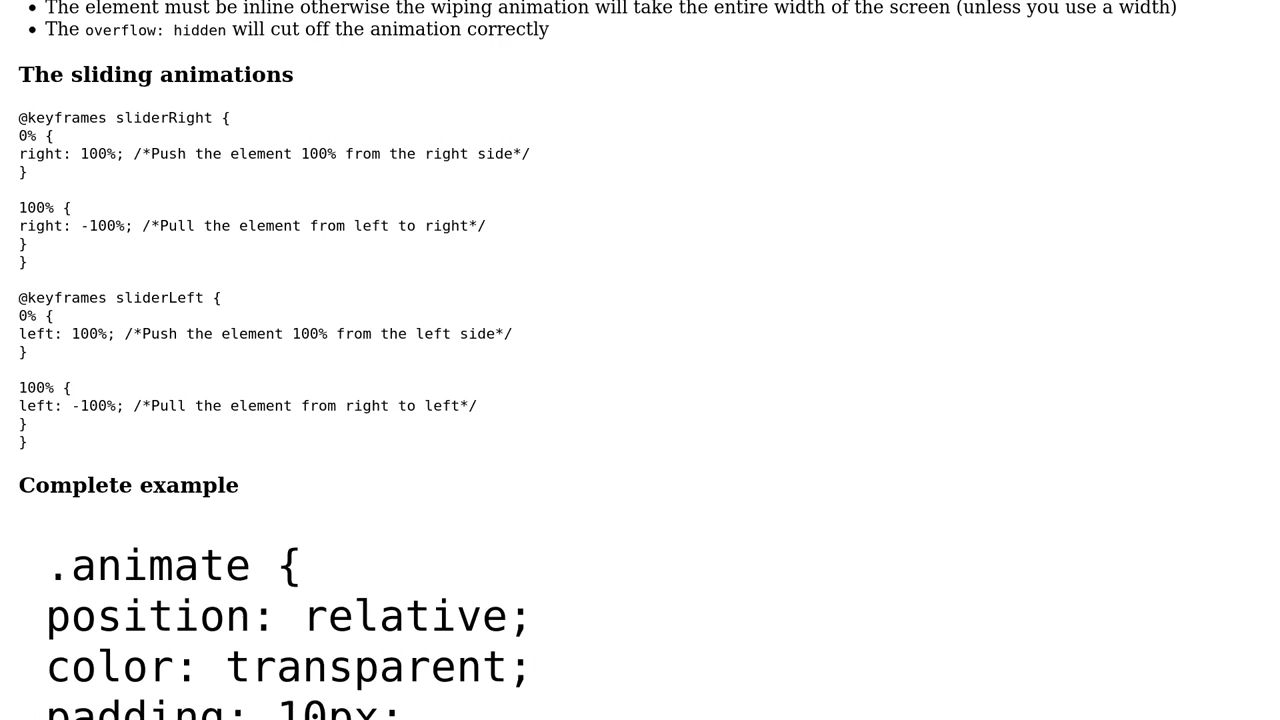 The element must be inline otherwise the wiping animation will take the entire width of the screen (unless you use a width)
The overflow: hidden will cut off the animation correctly
The sliding animations
@keyframes sliderRight {
0% {
right: 100%; /*Push the element 100% from the right side*/
}
100% {
right: -100%; /*Pull the element from left to right*/
}
}
@keyframes sliderLeft {
0% {
left: 100%; /*Push the element 100% from the left side*/
}
100% {
left: -100%; /*Pull the element from right to left*/
}
}
Complete example
.animate {
position: relative;
color: transparent;
padding: 10px;